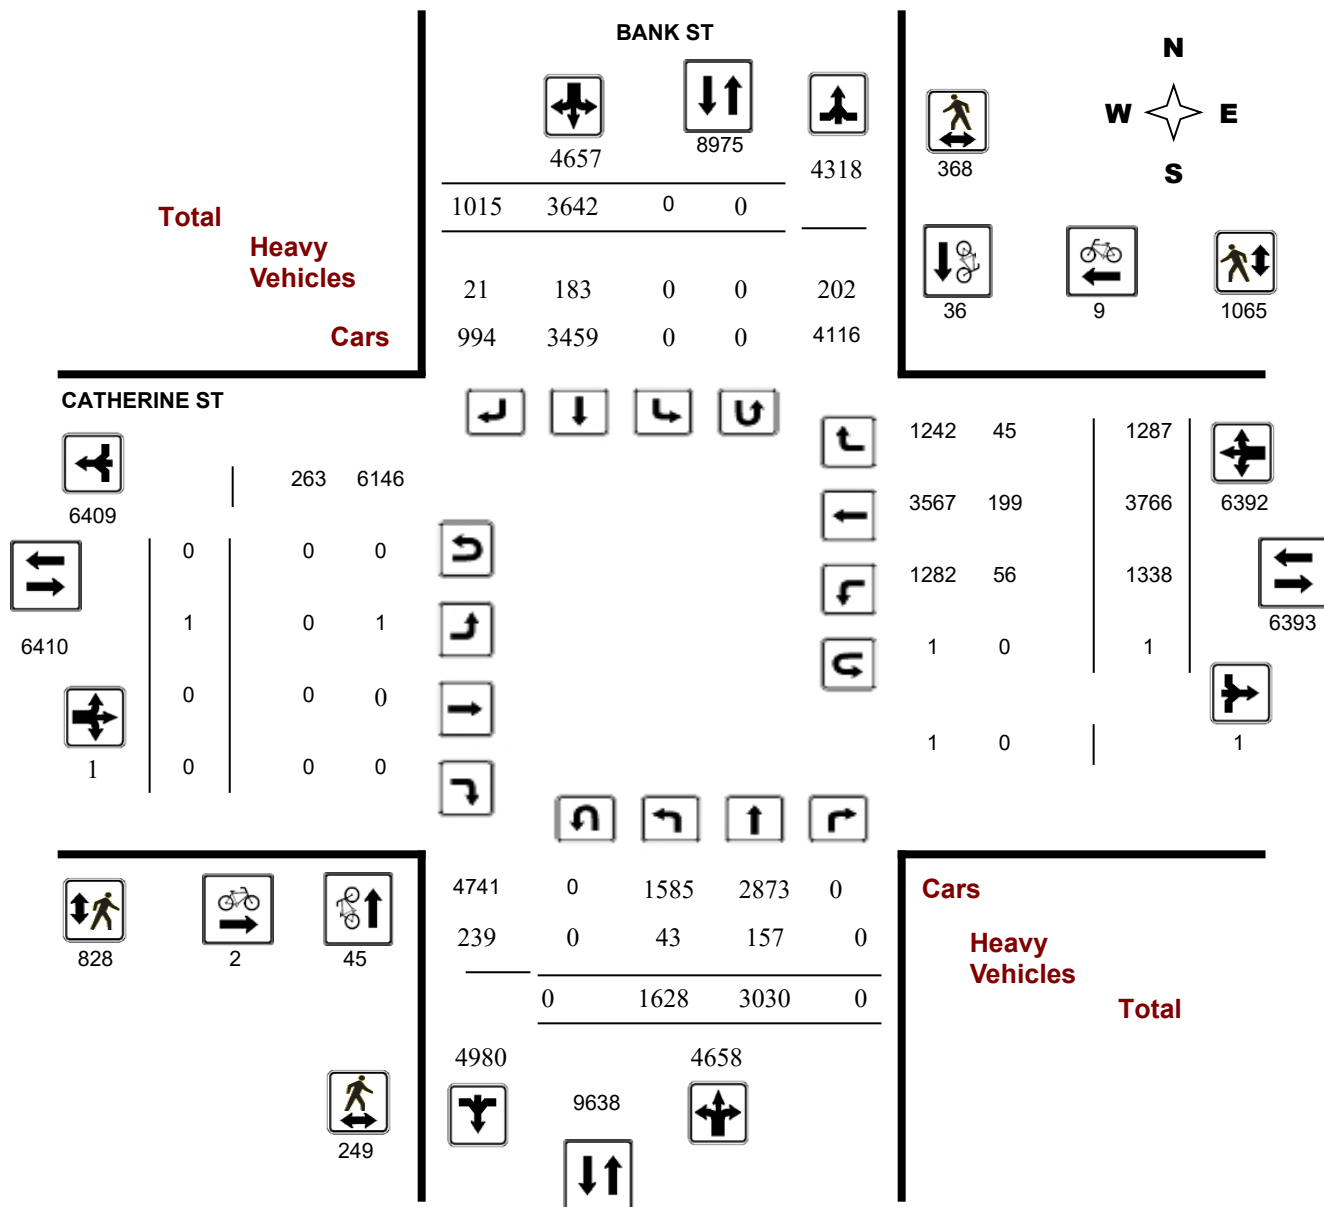 BANK ST
N
W E
S
4657
8975
4318
368
1015 3642 0 0
Total
Heavy
Vehicles
21 183 0 0 202
36 9 1065
Cars
994 3459 0 0 4116
CATHERINE ST
1242 45 1287
263 6146
6409
3567 199 3766 6392
0 0 0
1282 56 1338
1 0 1
6410
6393
1 0 1
0 0 0
1
0 0 0
1 0 1
4741 0 1585 2873 0
Cars
239 0 43 157 0
Heavy
Vehicles
828 2 45
0 1628 3030 0
Total
4980 4658
9638
249